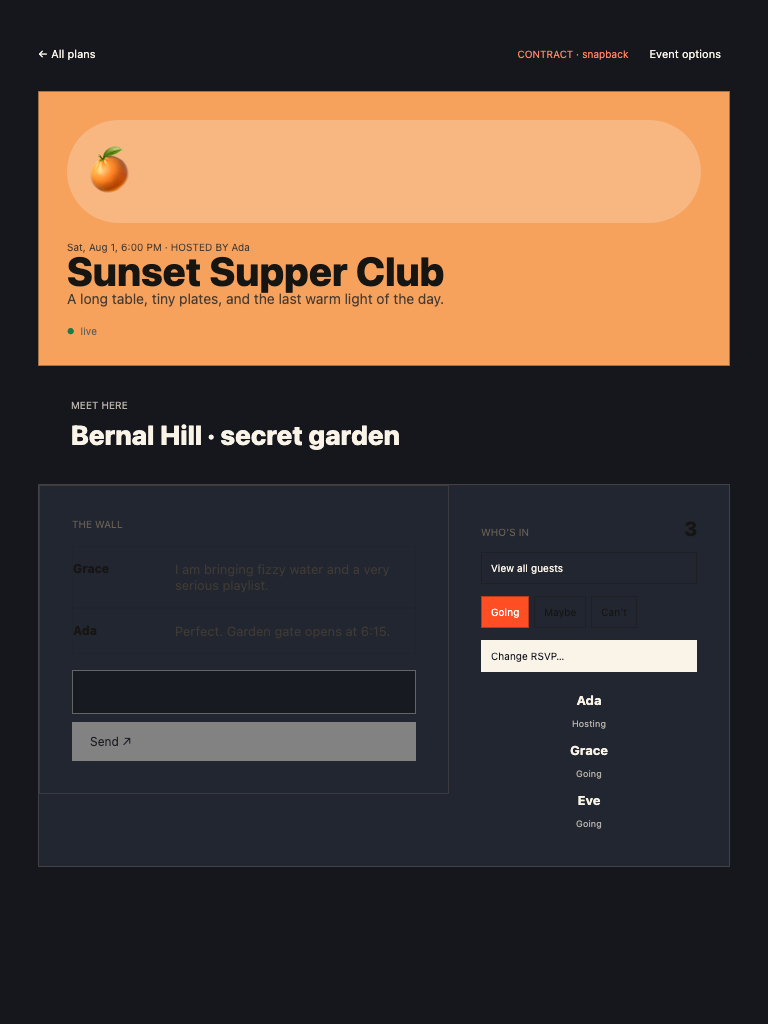 ← All plans
CONTRACT · snapback
Event options
Sat, Aug 1, 6:00 PM · HOSTED BY Ada
Sunset Supper Club
A long table, tiny plates, and the last warm light of the day.
live
MEET HERE
Bernal Hill · secret garden
THE WALL
Grace
I am bringing fizzy water and a very
serious playlist.
Ada
Perfect. Garden gate opens at 6:15.
Send ↗
WHO'S IN
3
View all guests
Going
Maybe
Can't
Change RSVP...
Ada
Hosting
Grace
Going
Eve
Going